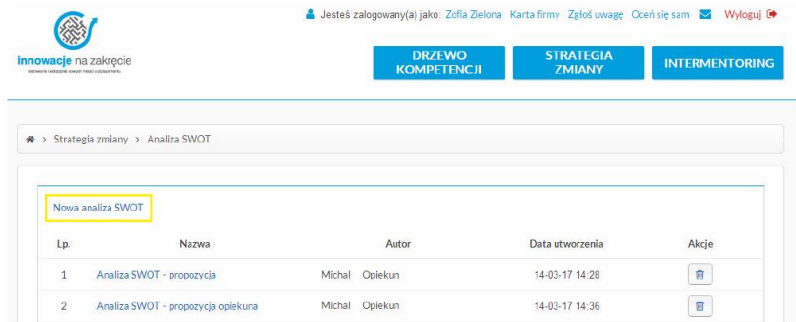 Jesteś zalogowany(a) jako: Zofia Zielona Karta firmy Zgłoś uwagę Oceń się sam Wyloguj
innowacje na zakręcie
DRZEWO KOMPETENCJI
STRATEGIA ZMIANY
INTERMENTORING
> Strategia zmiany > Analiza SWOT
Nowa analiza SWOT
Lp. Nazwa Autor Data utworzenia Akcje
1 Analiza SWOT - propozycja Michal Opiekun 14-03-17 14:28
2 Analiza SWOT - propozycja opiekuna Michal Opiekun 14-03-17 14:36